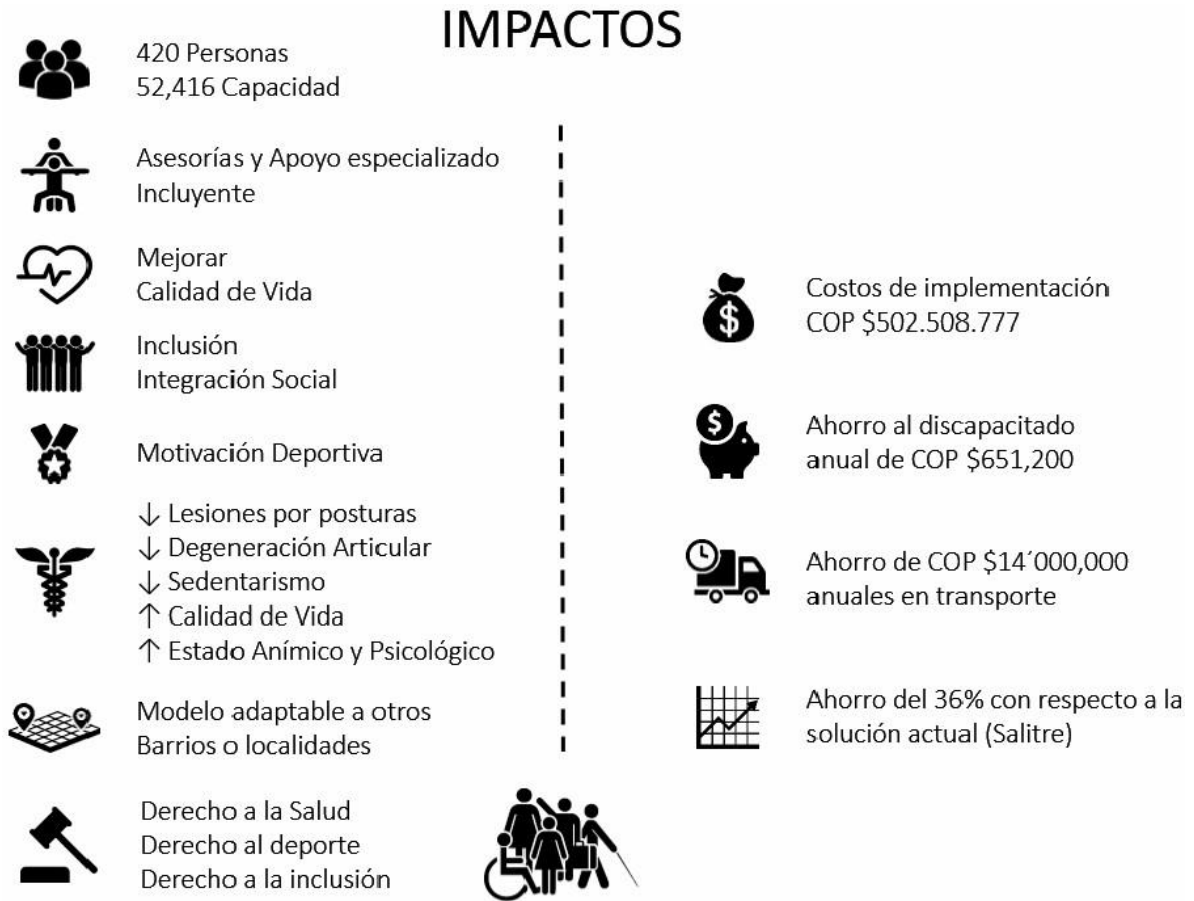 IMPACTOS
420 Personas
52,416 Capacidad
Asesorías y Apoyo especializado
Incluyente
Mejorar
Calidad de Vida
Inclusión
Integración Social
Motivación Deportiva
↓ Lesiones por posturas
↓ Degeneración Articular
↓ Sedentarismo
↑ Calidad de Vida
↑ Estado Anímico y Psicológico
Modelo adaptable a otros
Barrios o localidades
Derecho a la Salud
Derecho al deporte
Derecho a la inclusión
$
Costos de implementación
COP $502.508.777
$
Ahorro al discapacitado
anual de COP $651,200
Ahorro de COP $14´000,000
anuales en transporte
Ahorro del 36% con respecto a la
solución actual (Salitre)